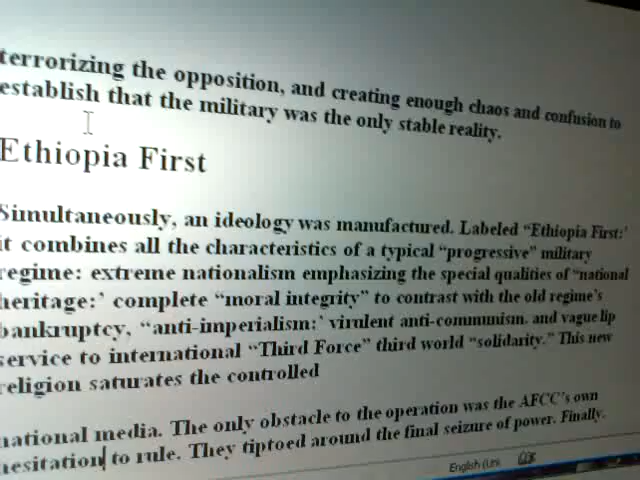 terrorizing the opposition, and creating enough chaos and confusion to
establish that the military was the only stable reality.
Ethiopia First
Simultaneously, an ideology was manufactured. Labeled “Ethiopia First:’
it combines all the characteristics of a typical “progressive” military
regime: extreme nationalism emphasizing the special qualities of “national
heritage:’ complete “moral integrity” to contrast with the old regime’s
bankruptcy, “anti-imperialism:’ virulent anti-communism. and vague lip
service to international “Third Force” third world “solidarity.” This new
religion saturates the controlled
national media. The only obstacle to the operation was the AFCC’s own
hesitation to rule. They tiptoed around the final seizure of power. Finally.
English (Uni